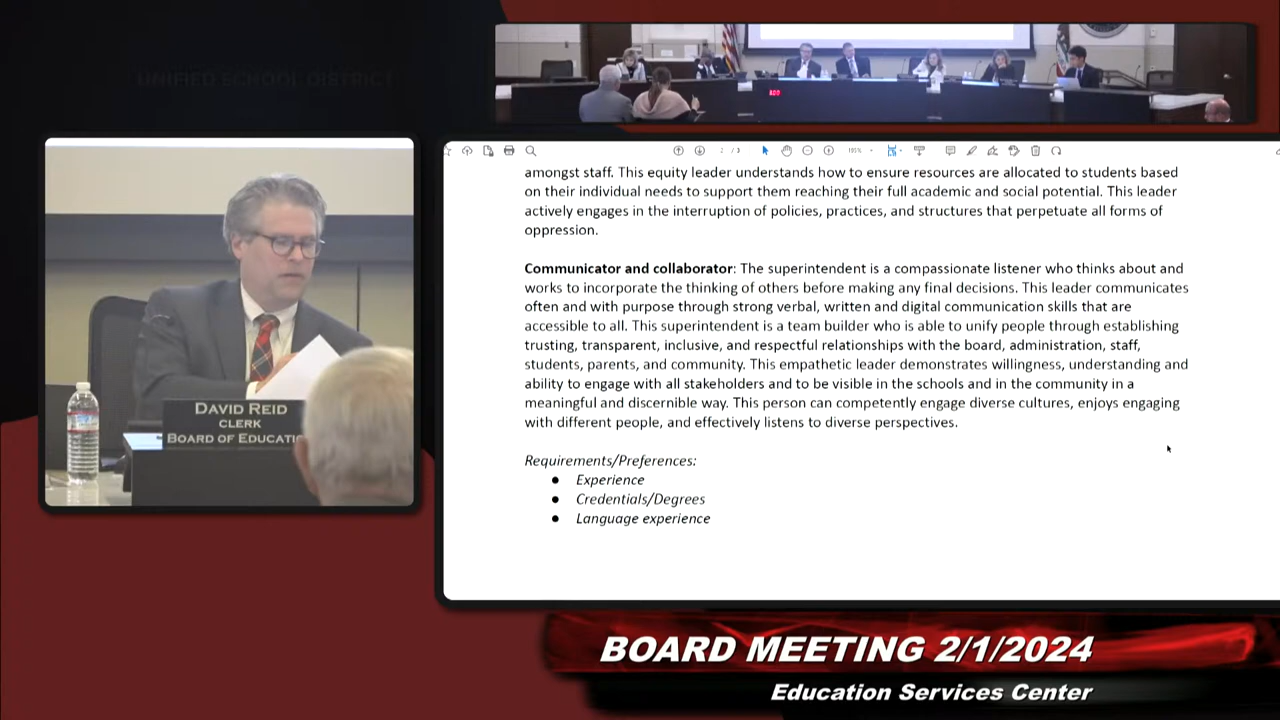 UNIFIED SCHOOL DISTRICT
amongst staff. This equity leader understands how to ensure resources are allocated to students based
on their individual needs to support them reaching their full academic and social potential. This leader
actively engages in the interruption of policies, practices, and structures that perpetuate all forms of
oppression.
Communicator and collaborator: The superintendent is a compassionate listener who thinks about and
works to incorporate the thinking of others before making any final decisions. This leader communicates
often and with purpose through strong verbal, written and digital communication skills that are
accessible to all. This superintendent is a team builder who is able to unify people through establishing
trusting, transparent, inclusive, and respectful relationships with the board, administration, staff,
students, parents, and community. This empathetic leader demonstrates willingness, understanding and
ability to engage with all stakeholders and to be visible in the schools and in the community in a
meaningful and discernible way. This person can competently engage diverse cultures, enjoys engaging
with different people, and effectively listens to diverse perspectives.
Requirements/Preferences:
● Experience
● Credentials/Degrees
● Language experience
DAVID REID
CLERK
BOARD OF EDUCATIO
BOARD MEETING 2/1/2024
Education Services Center